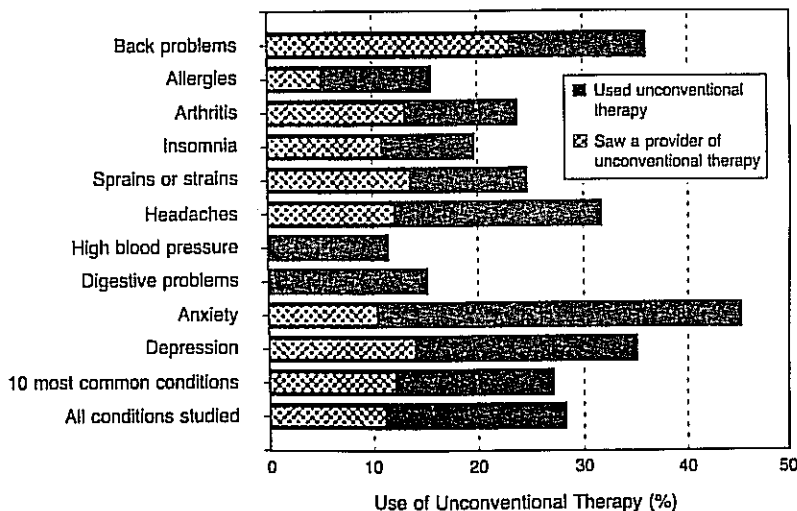 Back problems
Allergies
Arthritis
Insomnia
Sprains or strains
Headaches
High blood pressure
Digestive problems
Anxiety
Depression
10 most common conditions
All conditions studied
Used unconventional
therapy
Saw a provider of
unconventional therapy
0 10 20 30 40 50
Use of Unconventional Therapy (%)